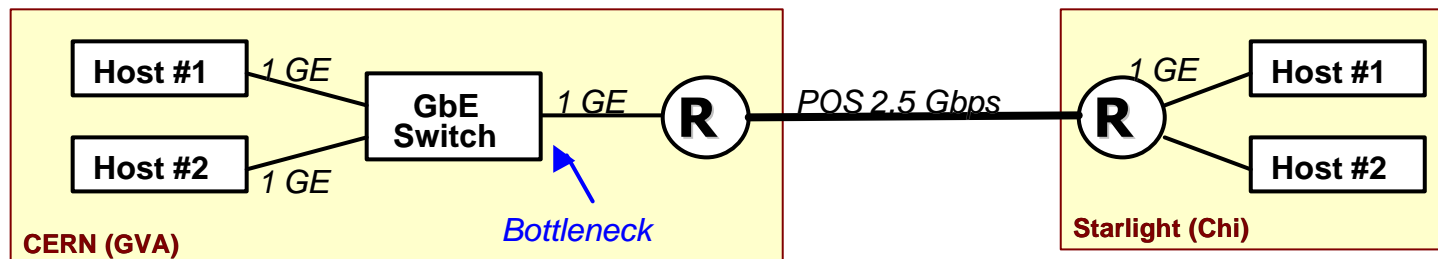 Host #1
1 GE
GbE
Switch
1 GE
R
POS 2.5 Gbps
R
1 GE
Host #1
Host #2
1 GE
Host #2
Bottleneck
CERN (GVA)
Starlight (Chi)